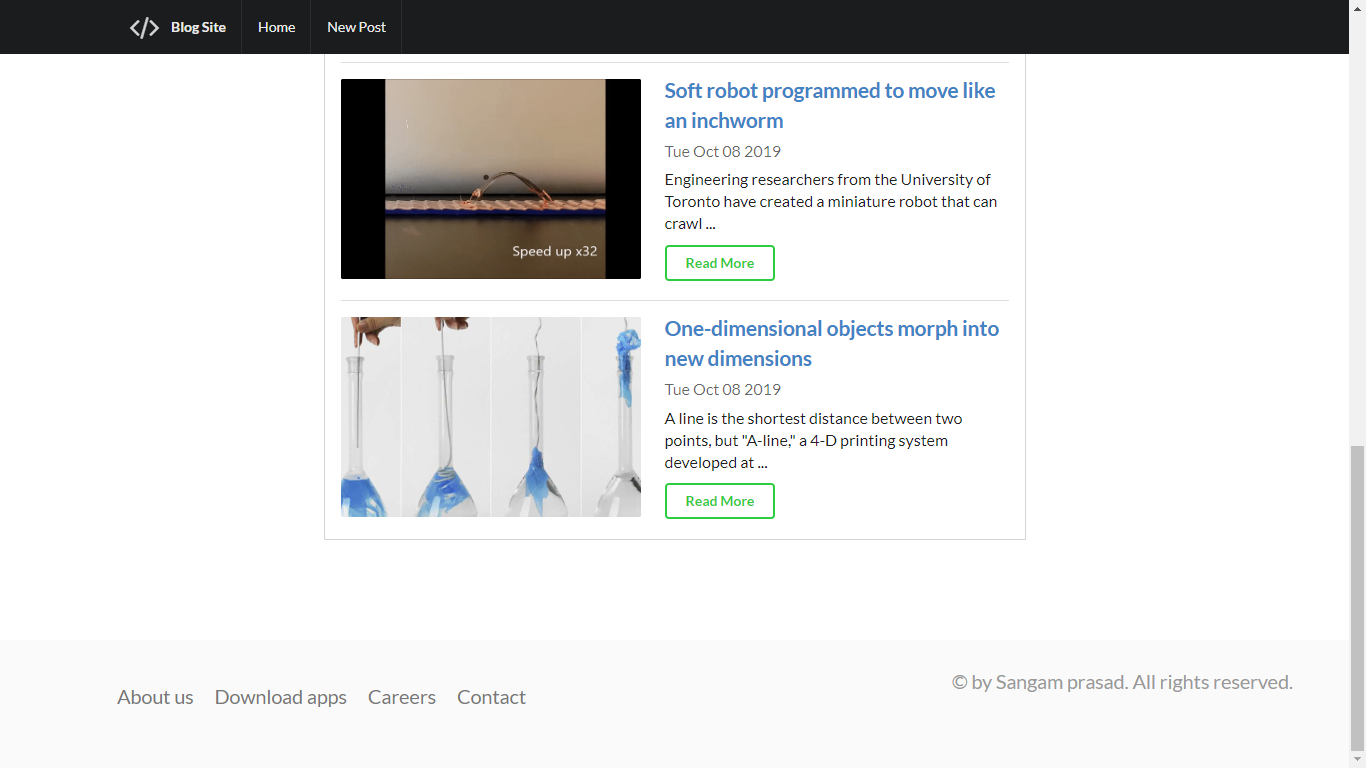 Blog Site Home New Post
Soft robot programmed to move like
an inchworm
Tue Oct 08 2019
Engineering researchers from the University of
Toronto have created a miniature robot that can
crawl ...
Speed up x32
Read More
One-dimensional objects morph into
new dimensions
Tue Oct 08 2019
A line is the shortest distance between two
points, but "A-line," a 4-D printing system
developed at ...
Read More
About us Download apps Careers Contact
© by Sangam prasad. All rights reserved.